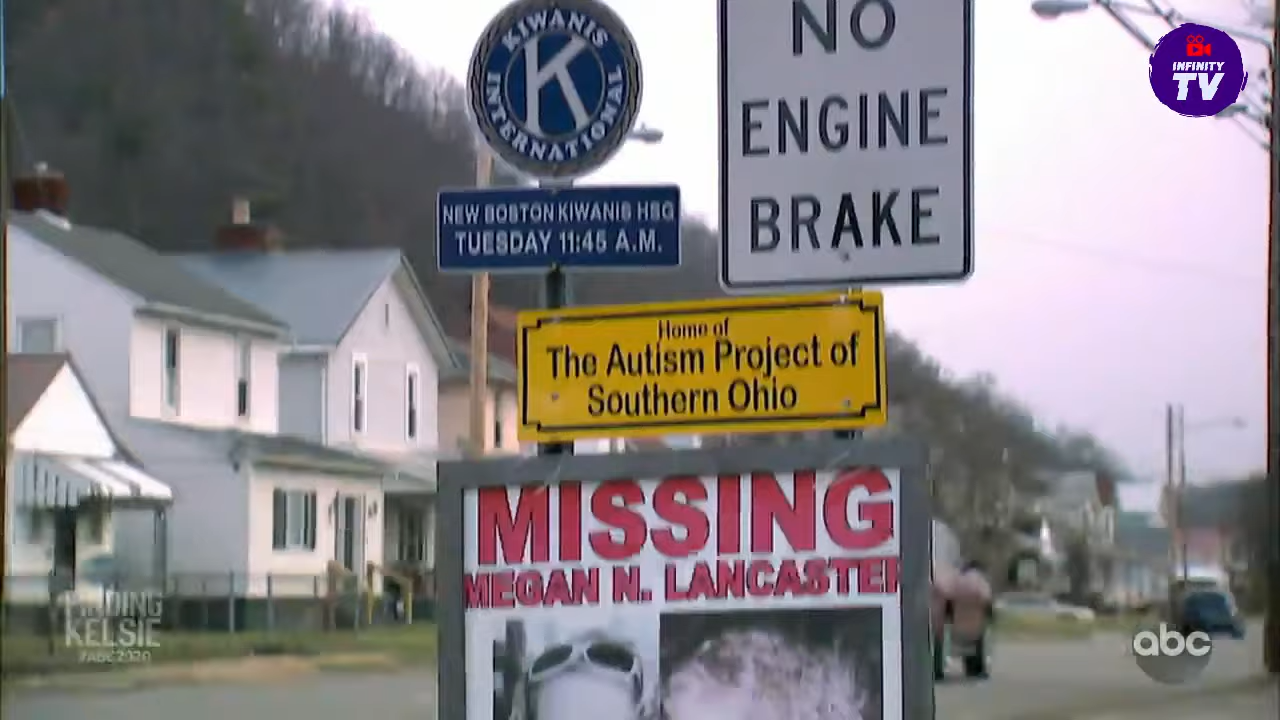 KIWANIS
K
INTERNATIONAL
NEW BOSTON KIWANIS HSG
TUESDAY 11:45 A.M.
NO
ENGINE
BRAKE
INFINITY
TV
Home of
The Autism Project of
Southern Ohio
MISSING
MEGAN N. LANCASTER
FINDING
KELSIE
#ABC2020
abc